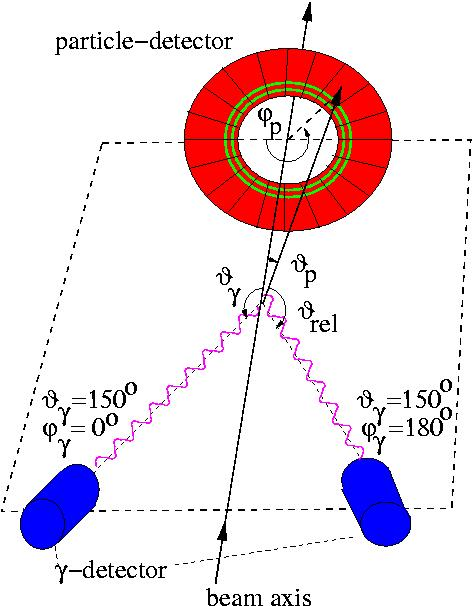 particle−detector
φp
ϑp
ϑγ
ϑrel
ϑγ=150° ϑγ=150°
φγ=0° φγ=180°
γ−detector
beam axis